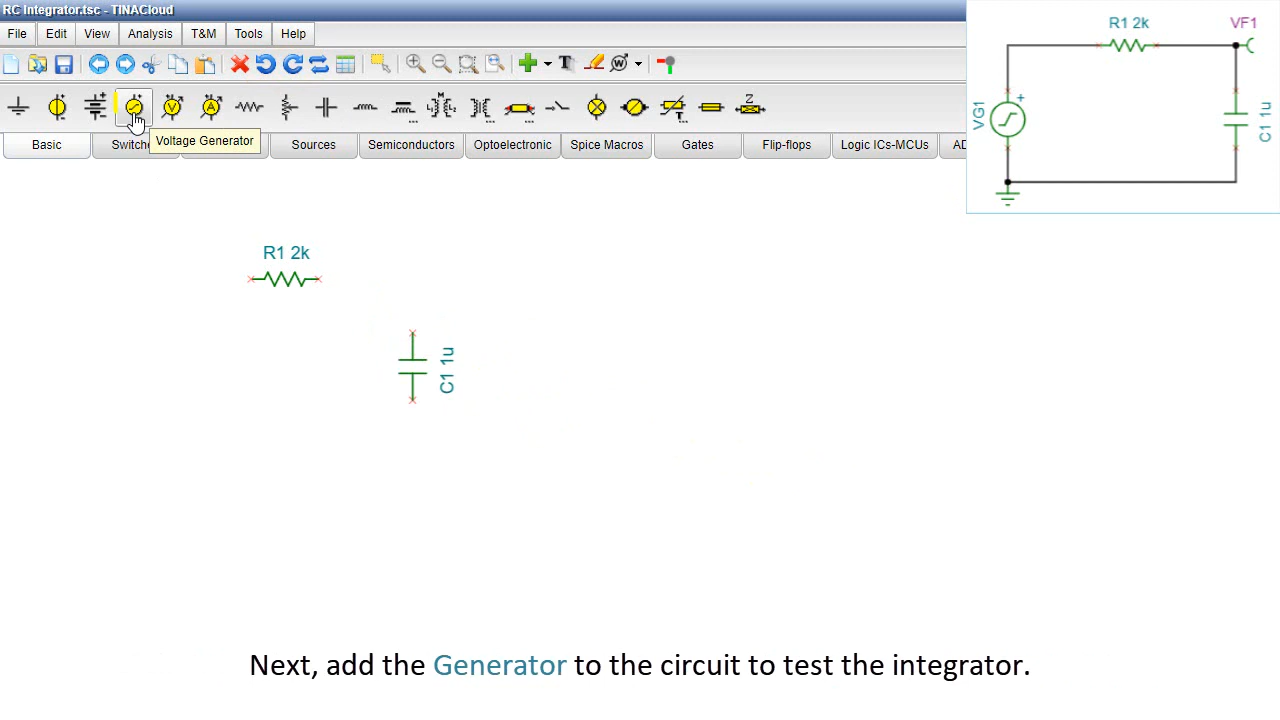 RC Integrator.tsc - TINACloud
File Edit View Analysis T&M Tools Help
Voltage Generator
Basic Switche Sources Semiconductors Optoelectronic Spice Macros Gates Flip-flops Logic ICs-MCUs AD
R1 2k
C1 1u
R1 2k
VF1
VG1
+
C1 1u
Next, add the Generator to the circuit to test the integrator.